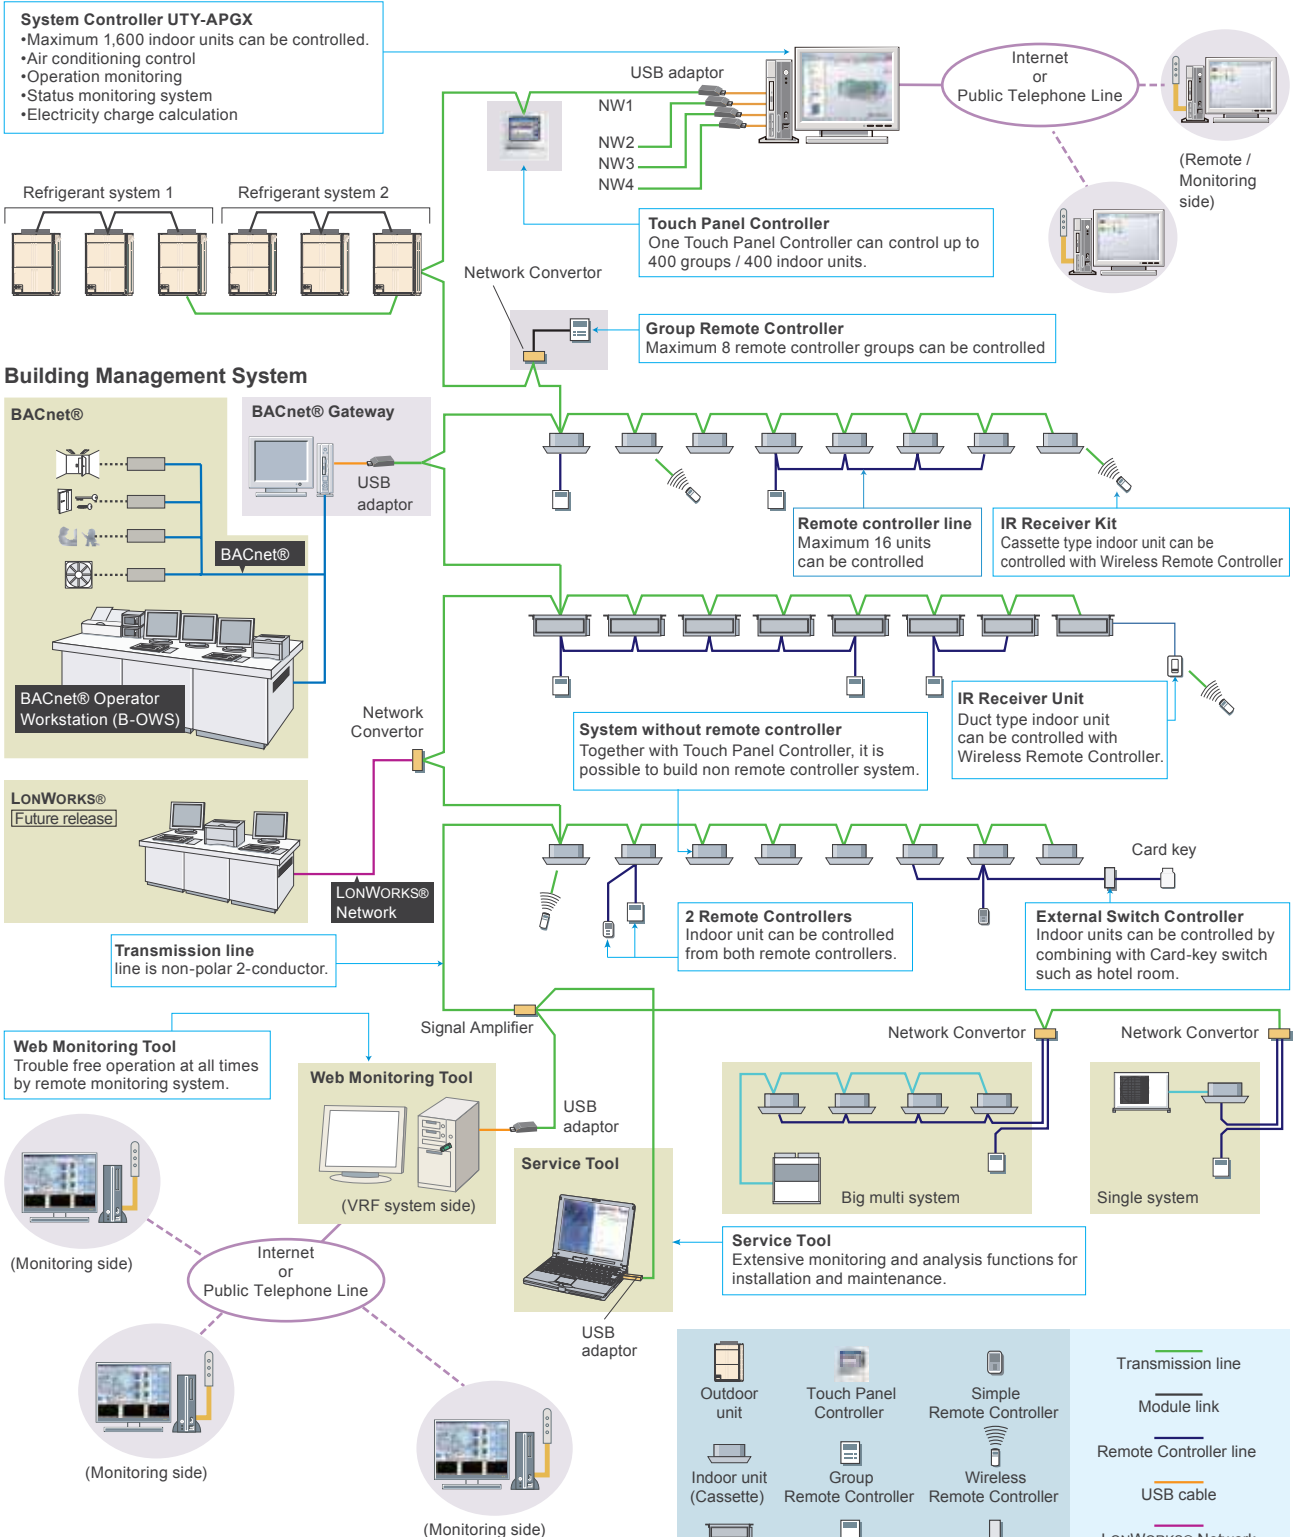 System Controller UTY-APGX
•Maximum 1,600 indoor units can be controlled.
•Air conditioning control
•Operation monitoring
•Status monitoring system
•Electricity charge calculation
USB adaptor
NW1
NW2
NW3
NW4
Internet
or
Public Telephone Line
(Remote /
Monitoring
side)
Refrigerant system 1
Refrigerant system 2
Touch Panel Controller
One Touch Panel Controller can control up to
400 groups / 400 indoor units.
Network Convertor
Group Remote Controller
Maximum 8 remote controller groups can be controlled
Building Management System
BACnet®
BACnet® Gateway
USB
adaptor
BACnet®
Remote controller line
Maximum 16 units
can be controlled
IR Receiver Kit
Cassette type indoor unit can be
controlled with Wireless Remote Controller
BACnet® Operator
Workstation (B-OWS)
Network
Convertor
System without remote controller
Together with Touch Panel Controller, it is
possible to build non remote controller system.
IR Receiver Unit
Duct type indoor unit
can be controlled with
Wireless Remote Controller.
LONWORKS®
Future release
LONWORKS®
Network
Card key
2 Remote Controllers
Indoor unit can be controlled
from both remote controllers.
External Switch Controller
Indoor units can be controlled by
combining with Card-key switch
such as hotel room.
Transmission line
line is non-polar 2-conductor.
Signal Amplifier
Network Convertor
Network Convertor
Web Monitoring Tool
Trouble free operation at all times
by remote monitoring system.
Web Monitoring Tool
(VRF system side)
USB
adaptor
Service Tool
Big multi system
Single system
Service Tool
Extensive monitoring and analysis functions for
installation and maintenance.
(Monitoring side)
Internet
or
Public Telephone Line
USB
adaptor
(Monitoring side)
(Monitoring side)
Outdoor
unit
Touch Panel
Controller
Simple
Remote Controller
Transmission line
Module link
Indoor unit
(Cassette)
Group
Remote Controller
Wireless
Remote Controller
Remote Controller line
USB cable
LONWORKS® Network